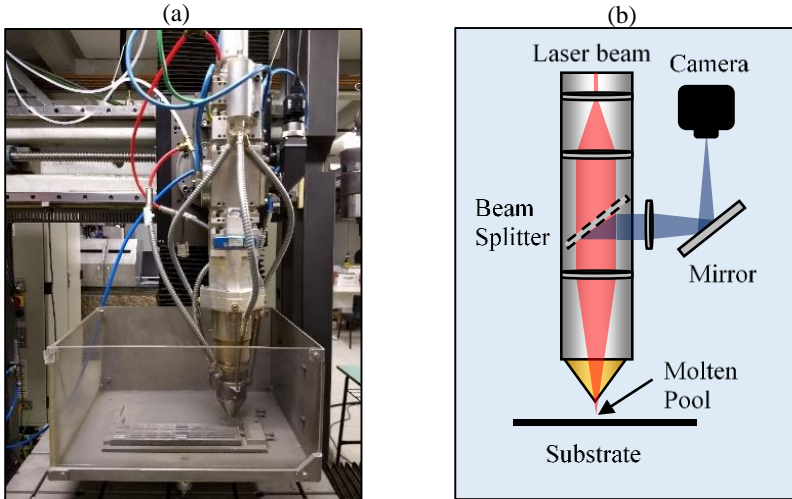 (a)
(b)
Laser beam
Camera
Beam
Splitter
Mirror
Molten
Pool
Substrate